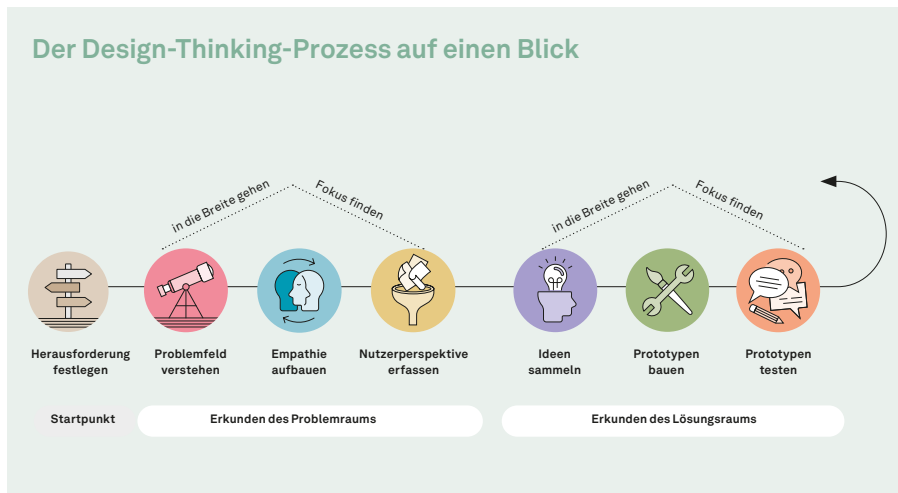 Der Design-Thinking-Prozess auf einen Blick
in die Breite gehen
Fokus finden
in die Breite gehen
Fokus finden
Herausforderung
festlegen
Problemfeld
verstehen
Empathie
aufbauen
Nutzerperspektive
erfassen
Ideen
sammeln
Prototypen
bauen
Prototypen
testen
Startpunkt
Erkunden des Problemraums
Erkunden des Lösungsraums